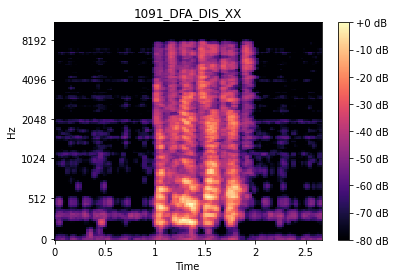 1091_DFA_DIS_XX
8192
4096
2048
1024
512
0
Hz
0
0.5
1
1.5
2
2.5
Time
+0 dB
-10 dB
-20 dB
-30 dB
-40 dB
-50 dB
-60 dB
-70 dB
-80 dB